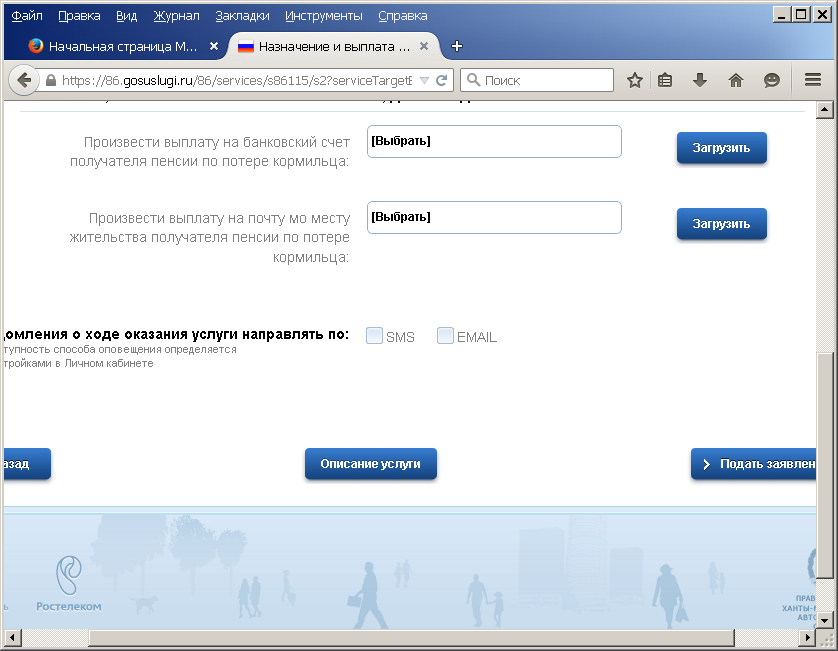 Файл Правка Вид Журнал Закладки Инструменты Справка
Начальная страница M... Назначение и выплата ...
https://86.gosuslugi.ru/86/services/s86115/s2?serviceTargetE Поиск
Произвести выплату на банковский счет
получателя пенсии по потере кормильца:
[Выбрать]
Загрузить
Произвести выплату на почту мо месту
жительства получателя пенсии по потере
кормильца:
[Выбрать]
Загрузить
омления о ходе оказания услуги направлять по:
SMS EMAIL
тупность способа оповещения определяется
тройками в Личном кабинете
азад
Описание услуги
Подать заявлен
Ростелеком
ПРАВ
ХАНТЫ-М
АВТО